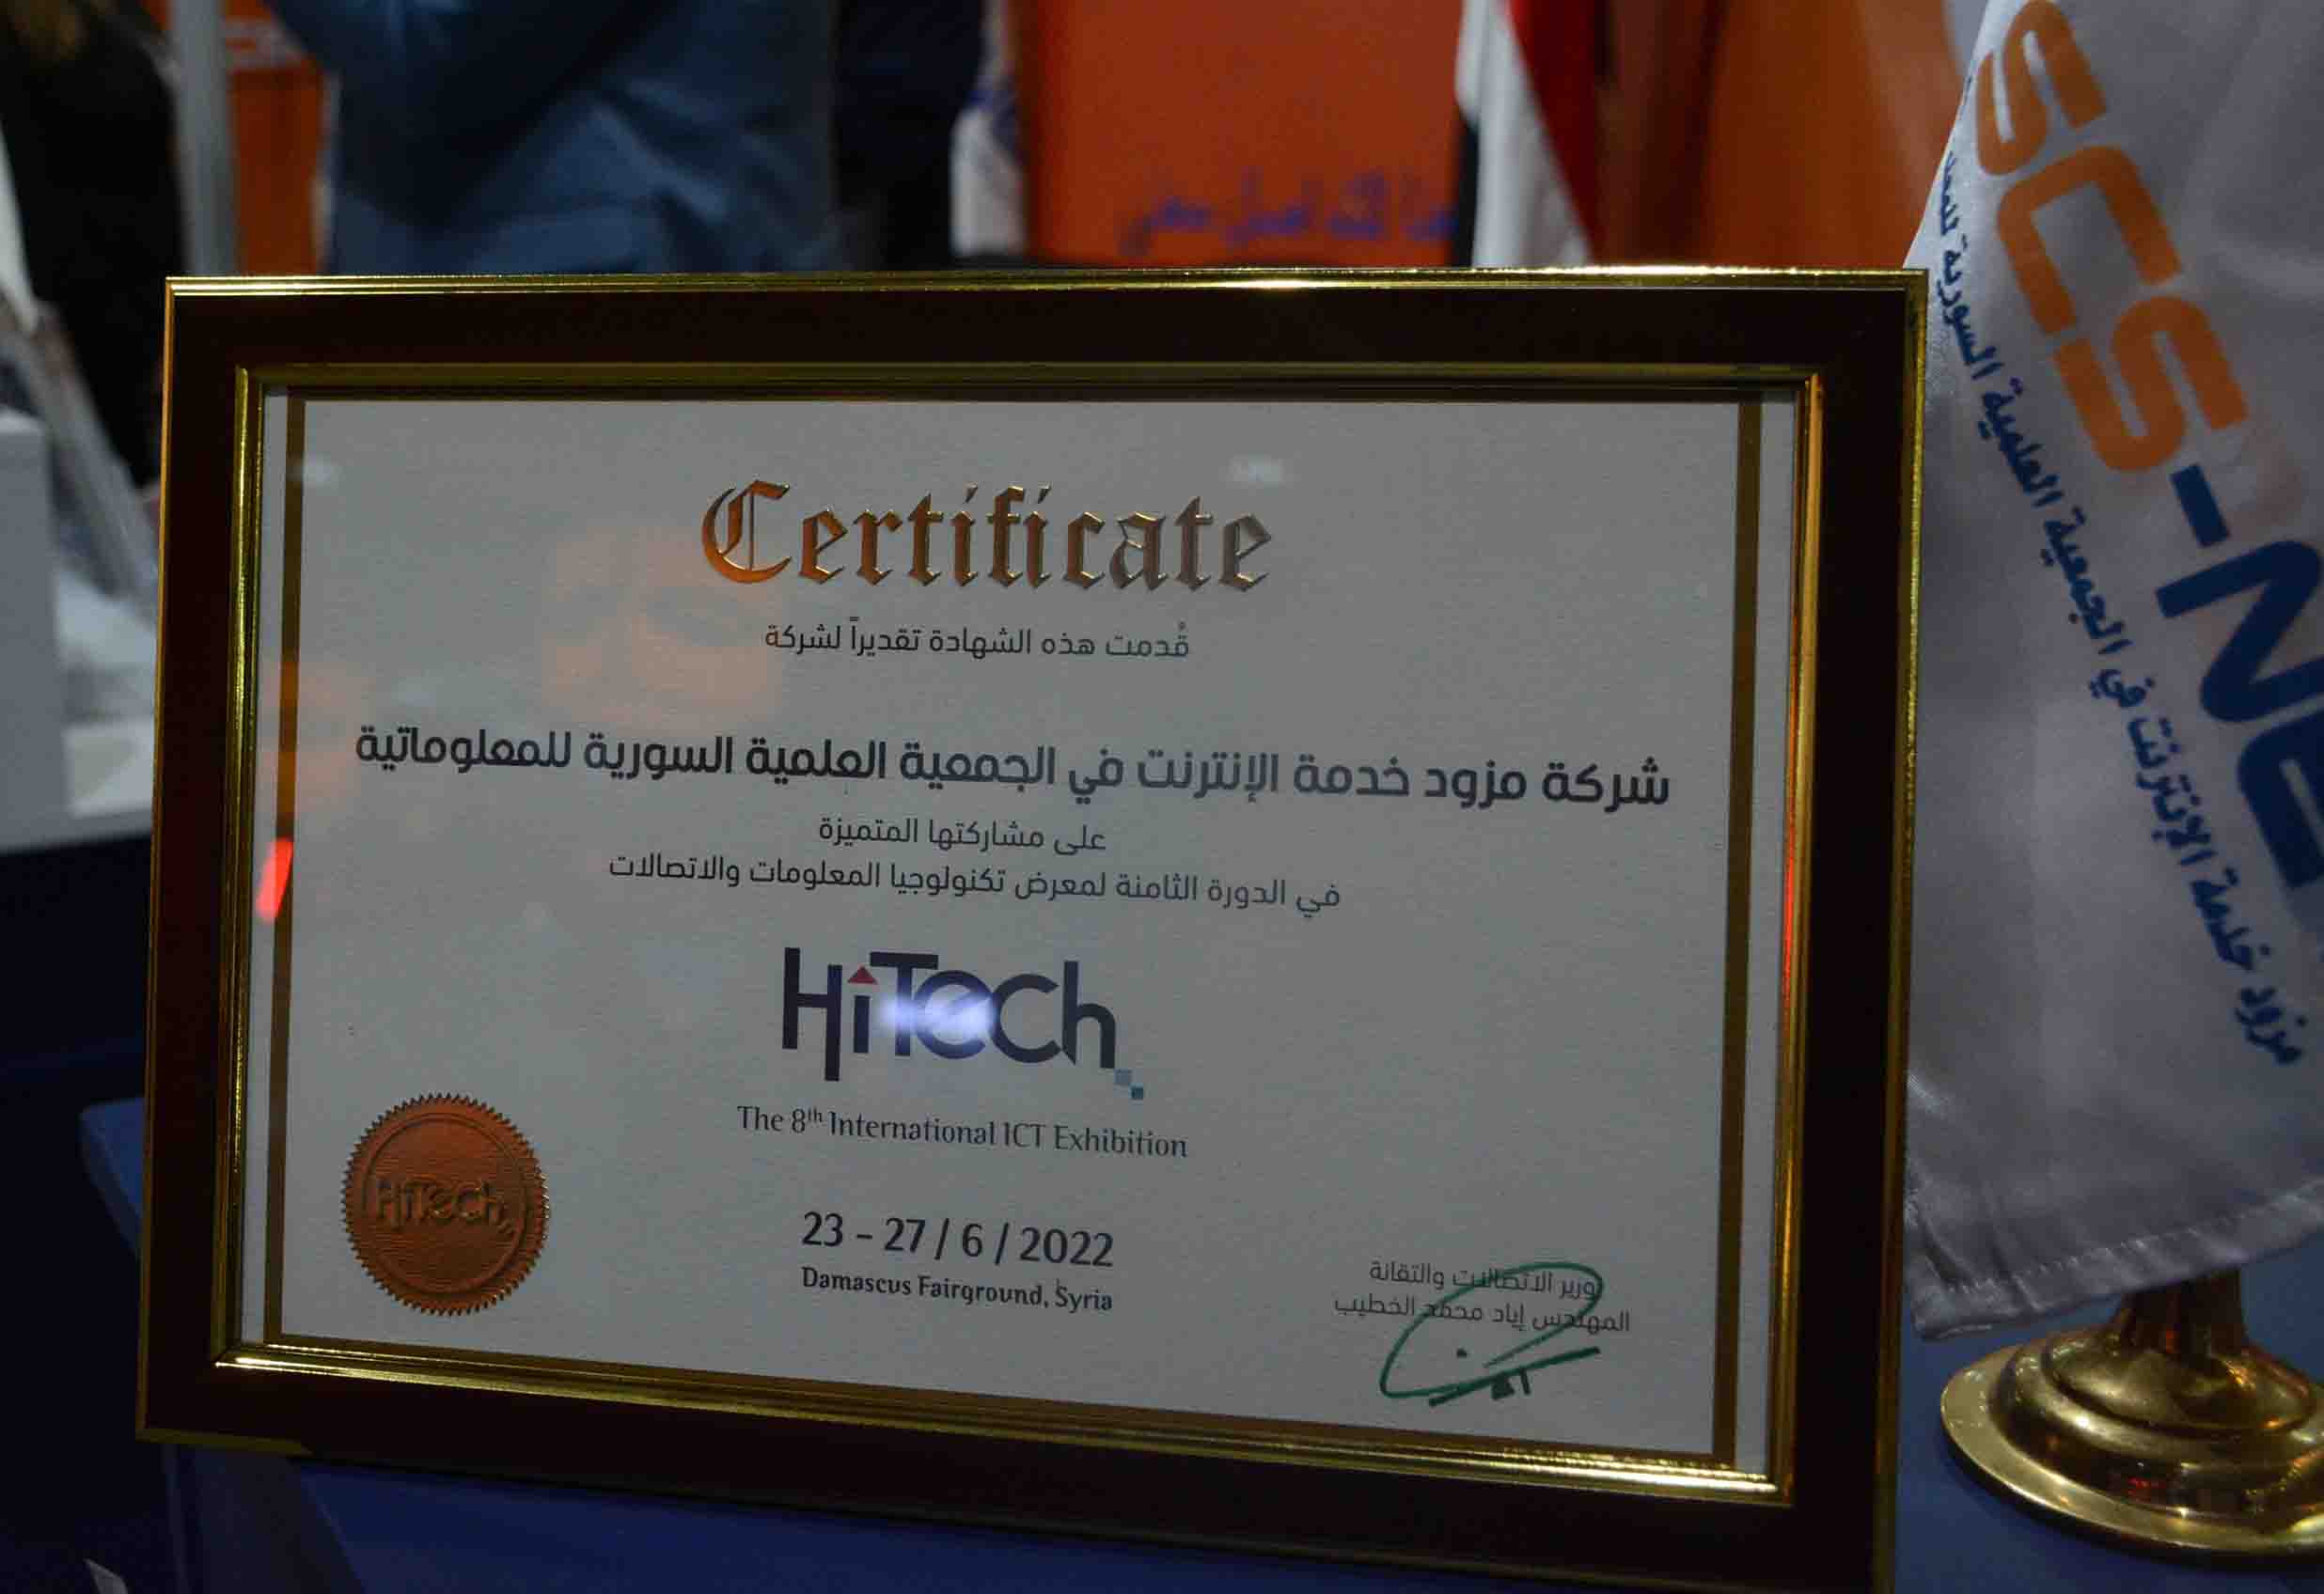 Certificate
قُدمت هذه الشهادة تقديراً لشركة
شركة مزود خدمة الإنترنت في الجمعية العلمية السورية للمعلوماتية
على مشاركتها المتميزة
في الدورة الثامنة لمعرض تكنولوجيا المعلومات والاتصالات
HiTech
The 8th International ICT Exhibition
23 - 27 / 6 / 2022
Damascus Fairground, Syria
HiTech
وزير الاتصالات والتقانة
المهندس إياد محمد الخطيب
SCS-Ne
مزود خدمة الإنترنت في الجمعية العلمية السورية